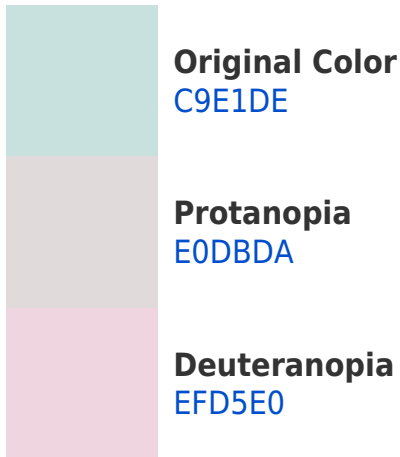 Original Color
C9E1DE
Protanopia
E0DBDA
Deuteranopia
EFD5E0